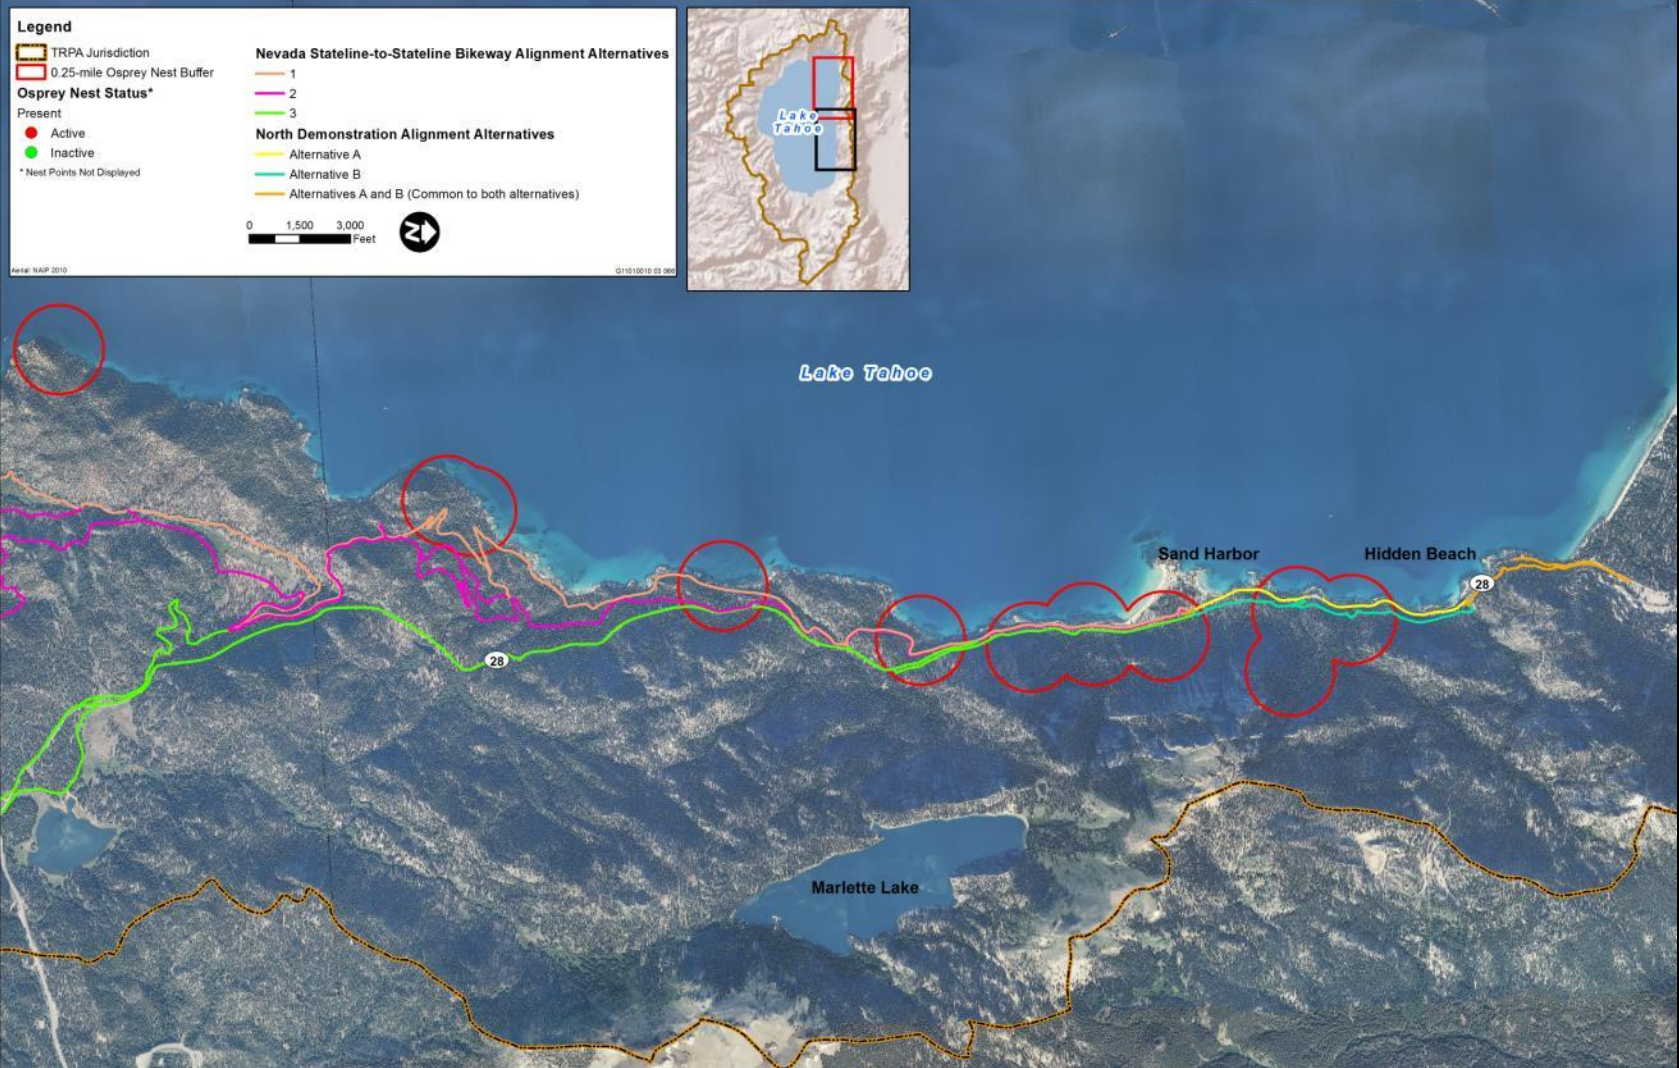 Legend
TRPA Jurisdiction
0.25-mile Osprey Nest Buffer
Osprey Nest Status*
Present
Active
Inactive
* Nest Points Not Displayed
Nevada Stateline-to-Stateline Bikeway Alignment Alternatives
1
2
3
North Demonstration Alignment Alternatives
Alternative A
Alternative B
Alternatives A and B (Common to both alternatives)
0 1,500 3,000
Feet
N
Aerial: NAIP 2010
Lake
Tahoe
Lake Tahoe
Sand Harbor
Hidden Beach
28
28
Marlette Lake